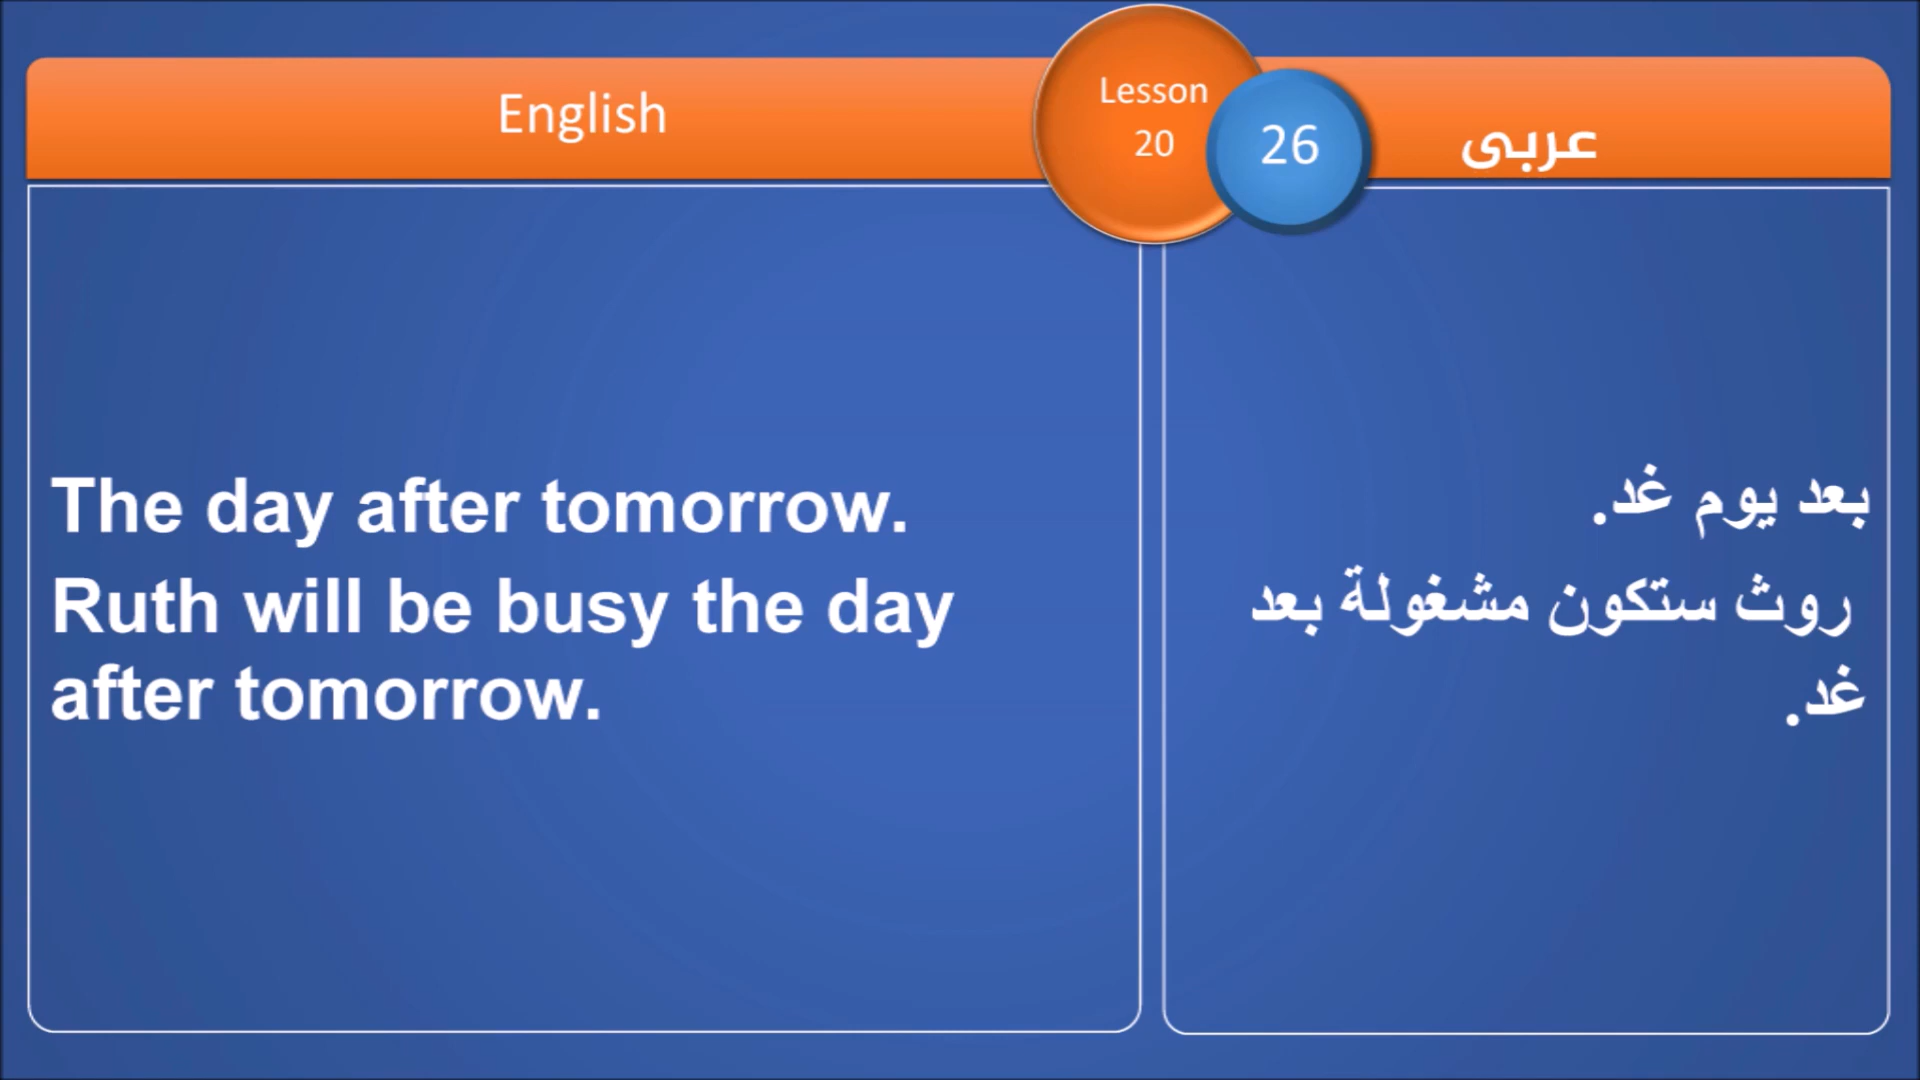 English
Lesson
20
26
عربى
The day after tomorrow.
Ruth will be busy the day
after tomorrow.
بعد يوم غد.
روث ستكون مشغولة بعد
غد.